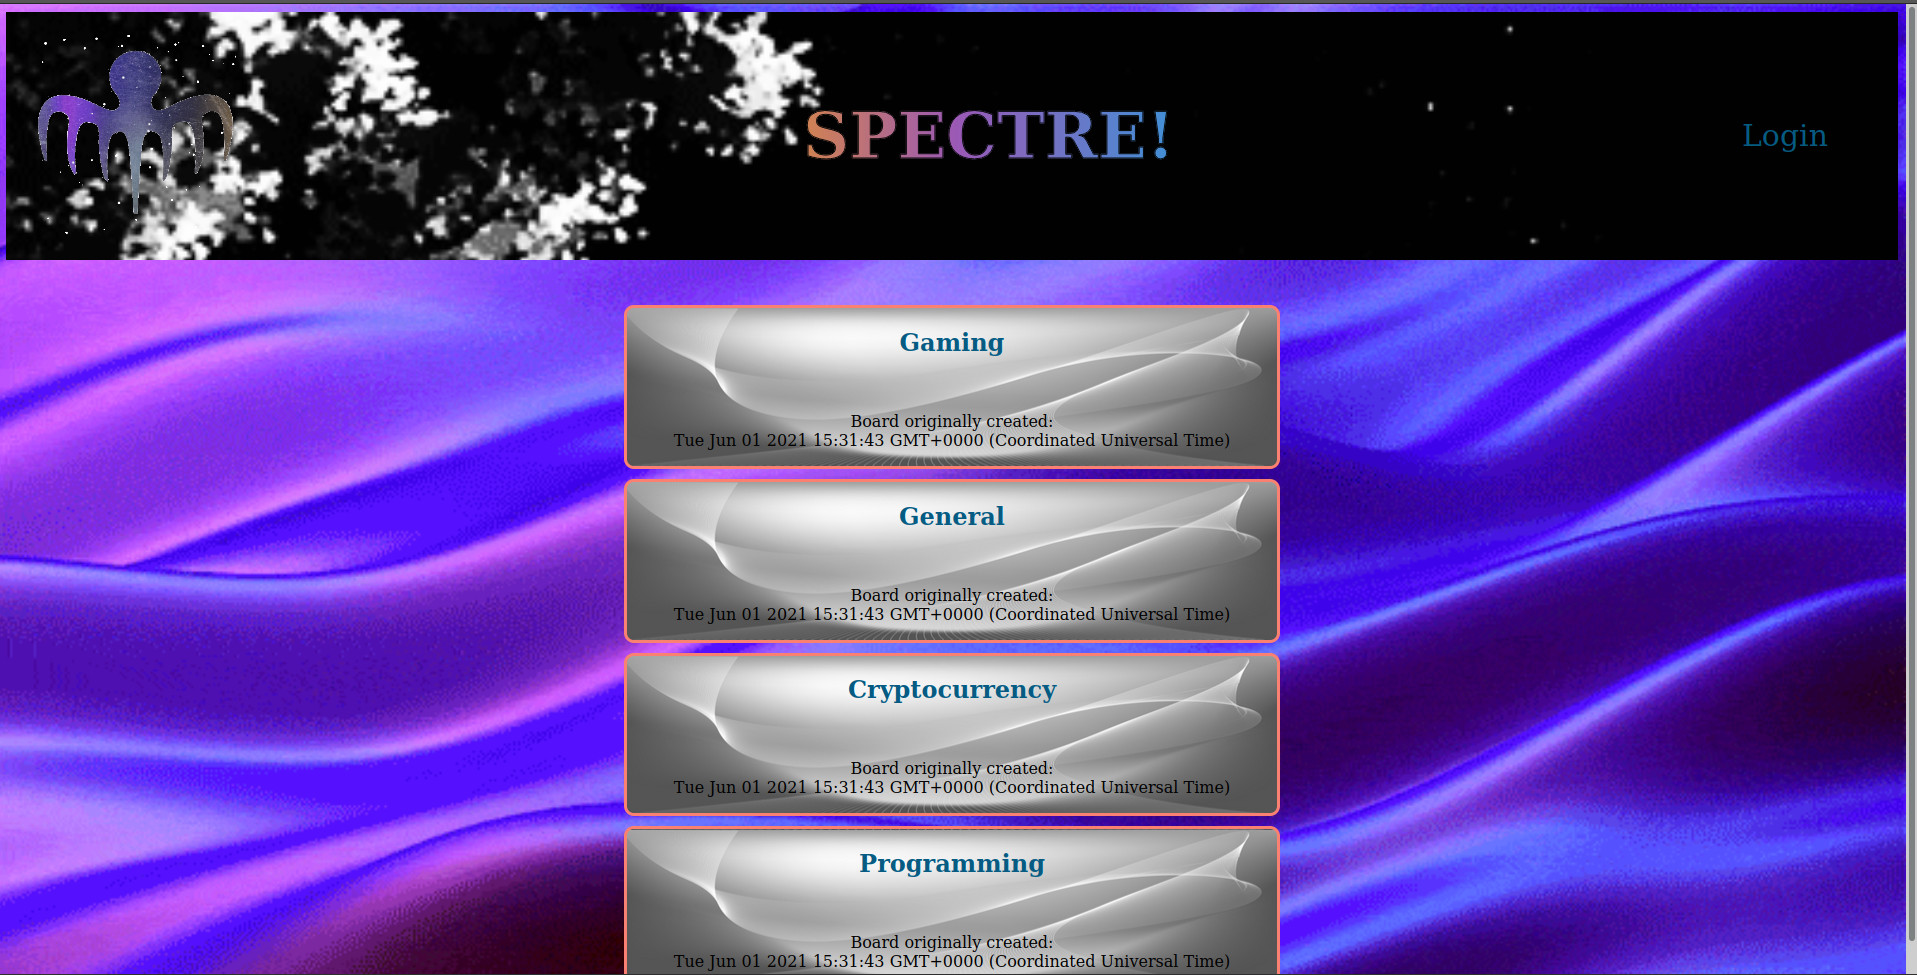 SPECTRE!
Login
Gaming
Board originally created:
Tue Jun 01 2021 15:31:43 GMT+0000 (Coordinated Universal Time)
General
Board originally created:
Tue Jun 01 2021 15:31:43 GMT+0000 (Coordinated Universal Time)
Cryptocurrency
Board originally created:
Tue Jun 01 2021 15:31:43 GMT+0000 (Coordinated Universal Time)
Programming
Board originally created:
Tue Jun 01 2021 15:31:43 GMT+0000 (Coordinated Universal Time)